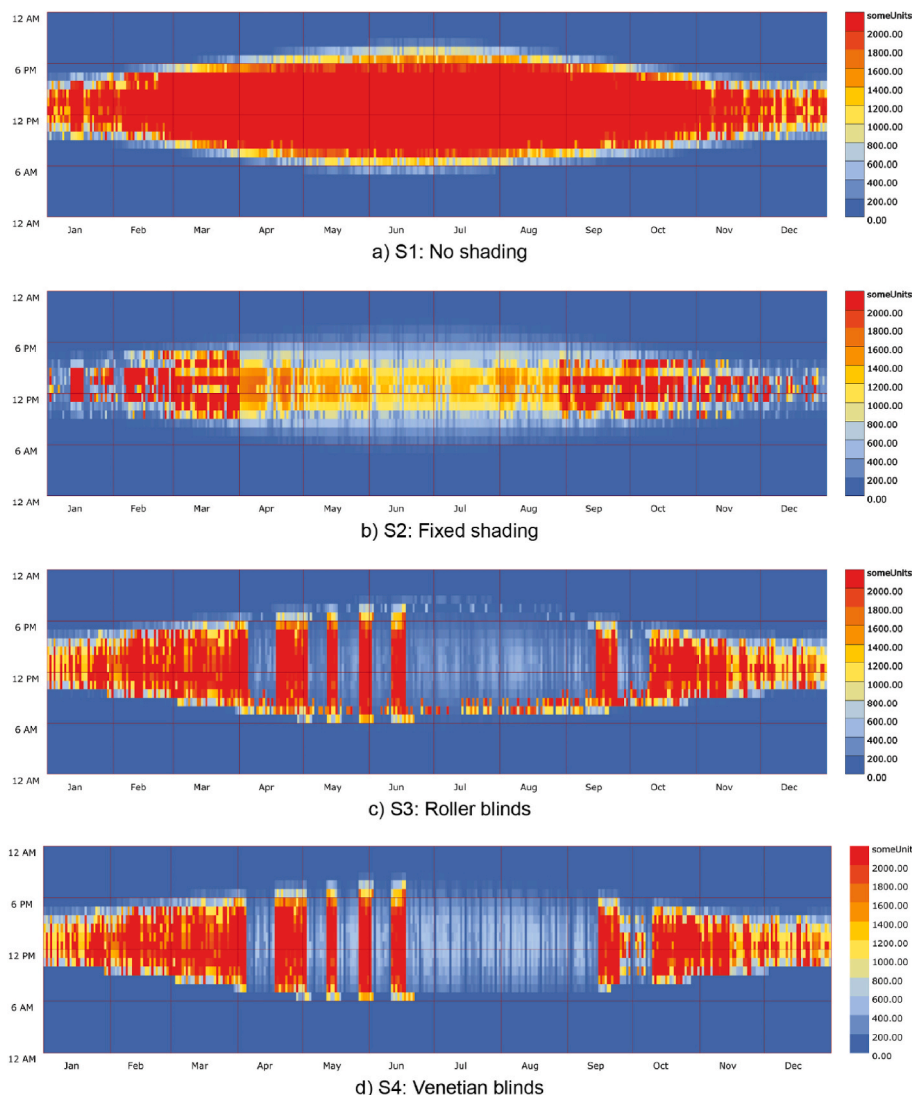 12 AM
6 PM
12 PM
6 AM
12 AM
Jan Feb Mar Apr May Jun Jul Aug Sep Oct Nov Dec
someUnits
2000.00
1800.00
1600.00
1400.00
1200.00
1000.00
800.00
600.00
400.00
200.00
0.00
a) S1: No shading
12 AM
6 PM
12 PM
6 AM
12 AM
Jan Feb Mar Apr May Jun Jul Aug Sep Oct Nov Dec
someUnits
2000.00
1800.00
1600.00
1400.00
1200.00
1000.00
800.00
600.00
400.00
200.00
0.00
b) S2: Fixed shading
12 AM
6 PM
12 PM
6 AM
12 AM
Jan Feb Mar Apr May Jun Jul Aug Sep Oct Nov Dec
someUnits
2000.00
1800.00
1600.00
1400.00
1200.00
1000.00
800.00
600.00
400.00
200.00
0.00
c) S3: Roller blinds
12 AM
6 PM
12 PM
6 AM
12 AM
Jan Feb Mar Apr May Jun Jul Aug Sep Oct Nov Dec
someUnit
2000.00
1800.00
1600.00
1400.00
1200.00
1000.00
800.00
600.00
400.00
200.00
0.00
d) S4: Venetian blinds